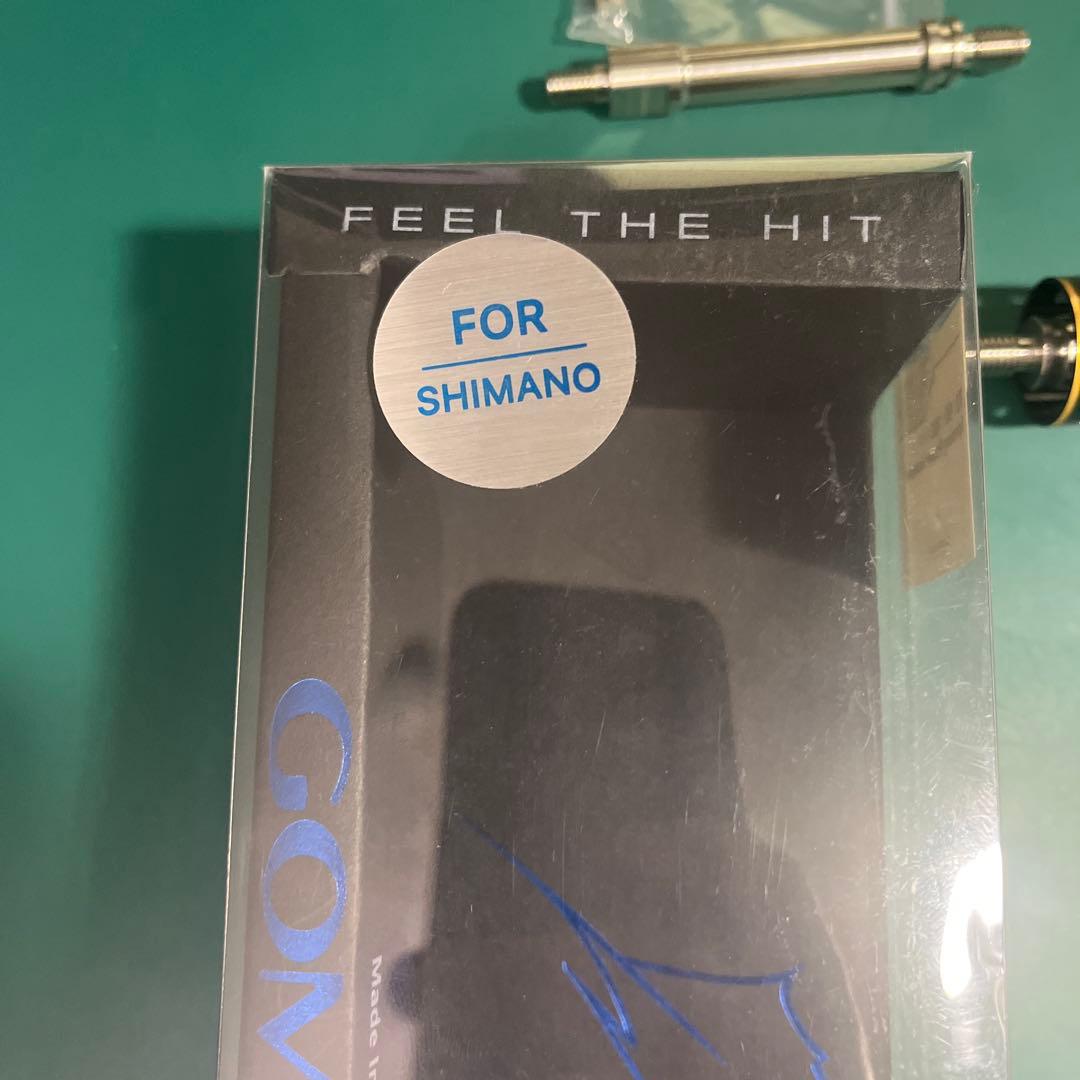 FEEL THE HIT
FOR
SHIMANO
GOM
Made In